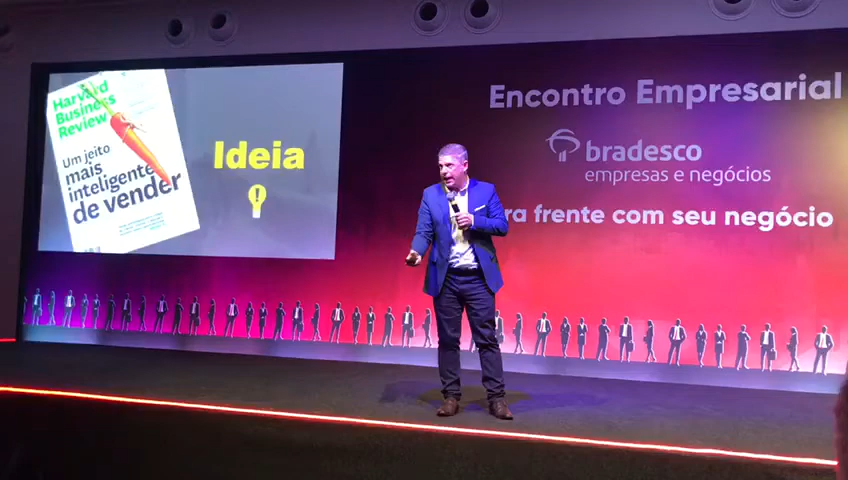 Harvard
Business
Review
Um jeito
mais
inteligente
de vender
Ideia
Encontro Empresarial
bradesco
empresas e negócios
frente com seu negócio